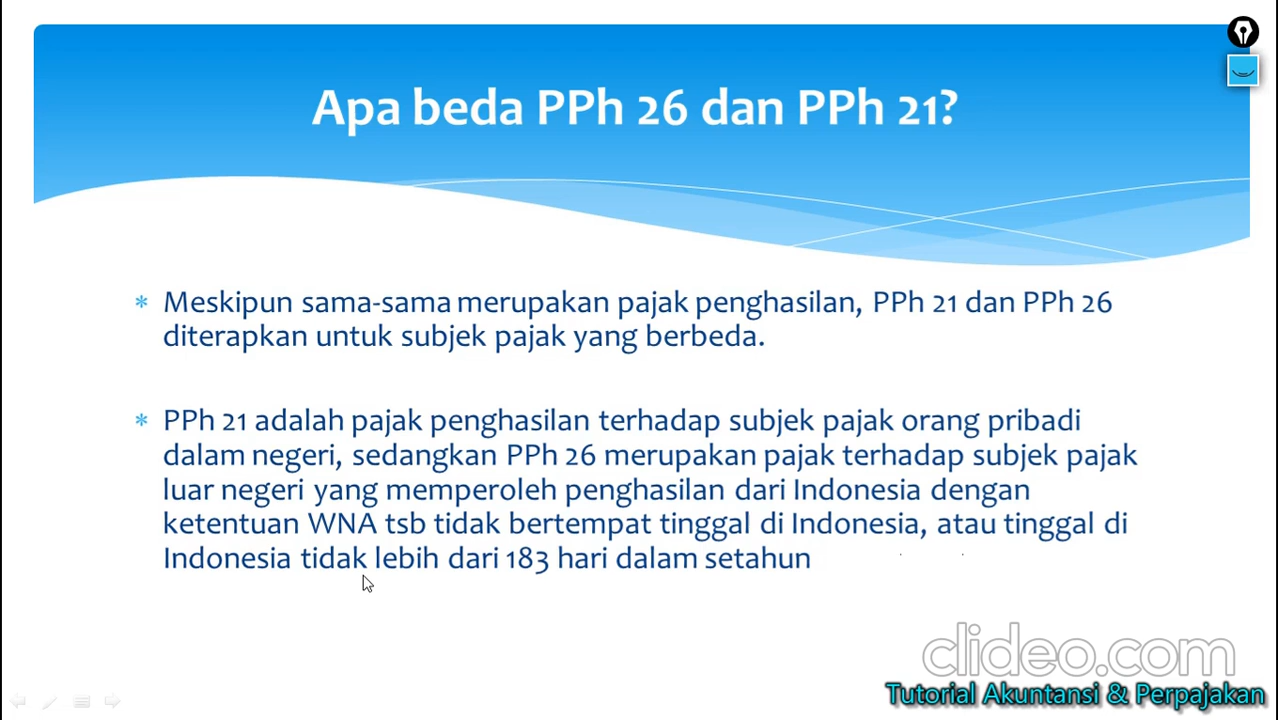 Apa beda PPh 26 dan PPh 21?
* Meskipun sama-sama merupakan pajak penghasilan, PPh 21 dan PPh 26
diterapkan untuk subjek pajak yang berbeda.
* PPh 21 adalah pajak penghasilan terhadap subjek pajak orang pribadi
dalam negeri, sedangkan PPh 26 merupakan pajak terhadap subjek pajak
luar negeri yang memperoleh penghasilan dari Indonesia dengan
ketentuan WNA tsb tidak bertempat tinggal di Indonesia, atau tinggal di
Indonesia tidak lebih dari 183 hari dalam setahun
clideo.com
Tutorial Akuntansi & Perpajakan